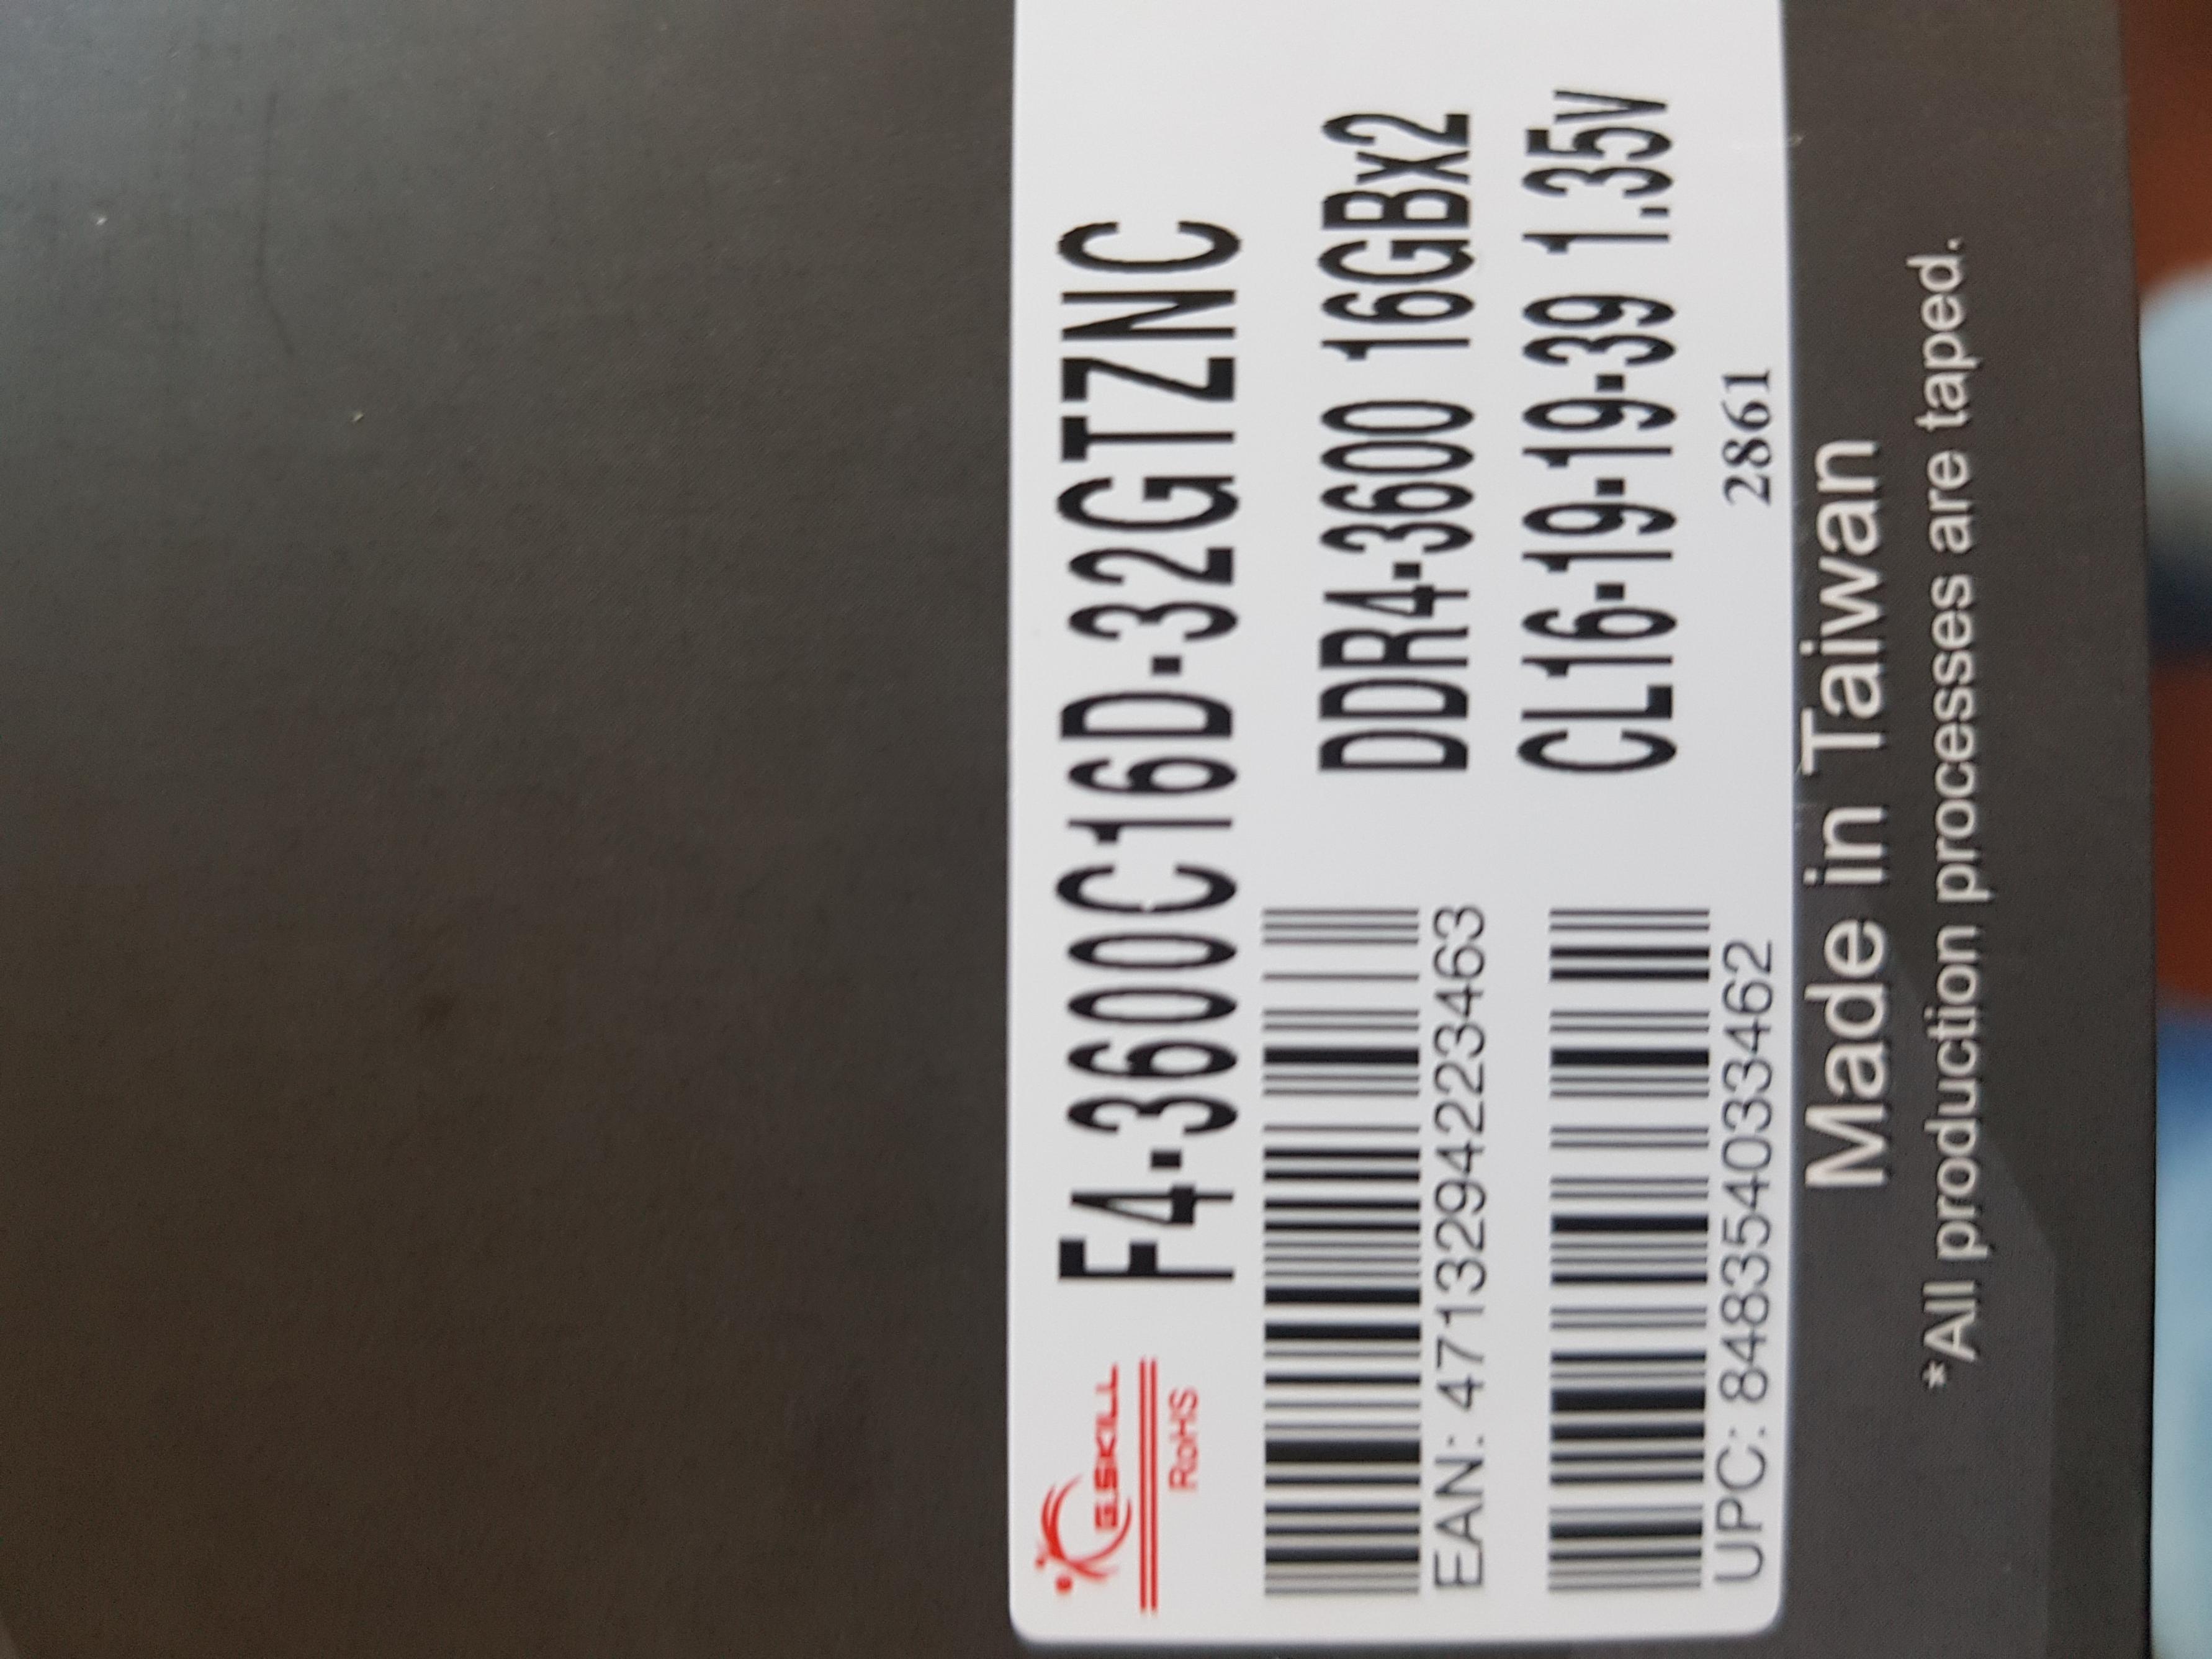 G.SKILL
RoHS
F4-3600C16D-32GTZNC
EAN: 4713294223463
DDR4-3600 16GBx2
CL16-19-19-39 1.35v
UPC: 848354033462
2861
Made in Taiwan
*All production processes are taped.